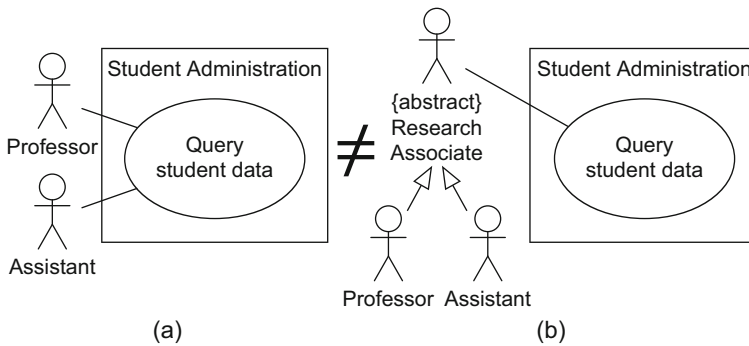 Student Administration
Professor
Query
student data
Assistant
(a)
≠
{abstract}
Research
Associate
Student Administration
Query
student data
Professor
Assistant
(b)